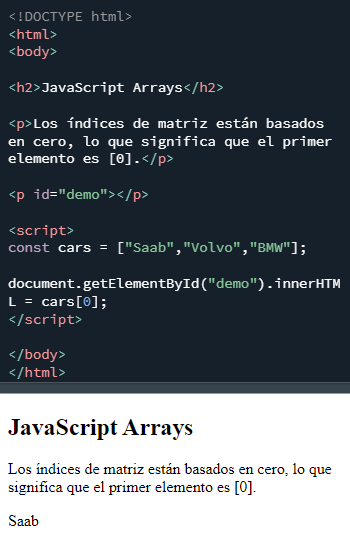 <!DOCTYPE html>
<html>
<body>
<h2>JavaScript Arrays</h2>
<p>Los índices de matriz están basados
en cero, lo que significa que el primer
elemento es [0].</p>
<p id="demo"></p>
<script>
const cars = ["Saab","Volvo","BMW"];
document.getElementById("demo").innerHTM
L = cars[0];
</script>
</body>
</html>
JavaScript Arrays
Los índices de matriz están basados en cero, lo que
significa que el primer elemento es [0].
Saab